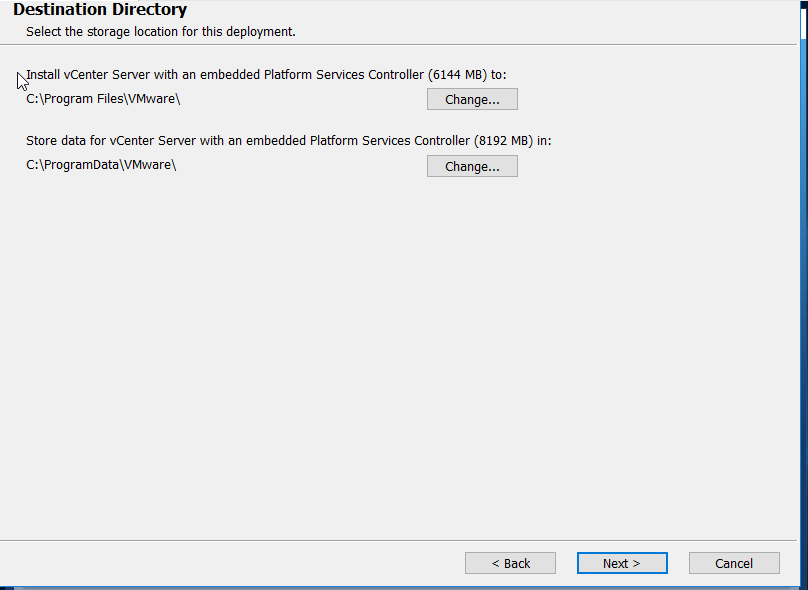 Destination Directory
Select the storage location for this deployment.
Install vCenter Server with an embedded Platform Services Controller (6144 MB) to:
C:\Program Files\VMware\
Change...
Store data for vCenter Server with an embedded Platform Services Controller (8192 MB) in:
C:\ProgramData\VMware\
Change...
< Back
Next >
Cancel